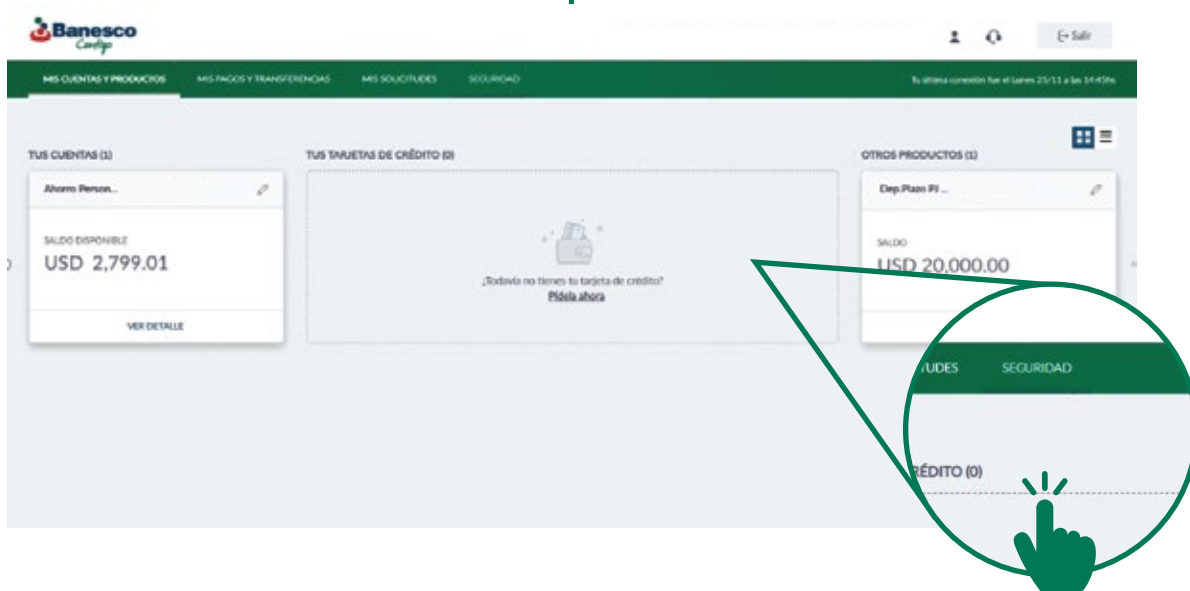 Banesco
Contigo
Salir
MIS CUENTAS Y PRODUCTOS
MIS PAGOS Y TRANSFERENCIAS
MIS SOLICITUDES
SEGURIDAD
Tu última conexión fue el Lunes 25/11 a las 14:45hs.
TUS CUENTAS (1)
TUS TARJETAS DE CRÉDITO (0)
OTROS PRODUCTOS (1)
Ahorro Person...
Dep.Plazo PJ ...
SALDO DISPONIBLE
USD 2,799.01
VER DETALLE
¿Todavía no tienes tu tarjeta de crédito?
Pídela ahora
SALDO
USD 20,000.00
TUDES
SEGURIDAD
RÉDITO (0)